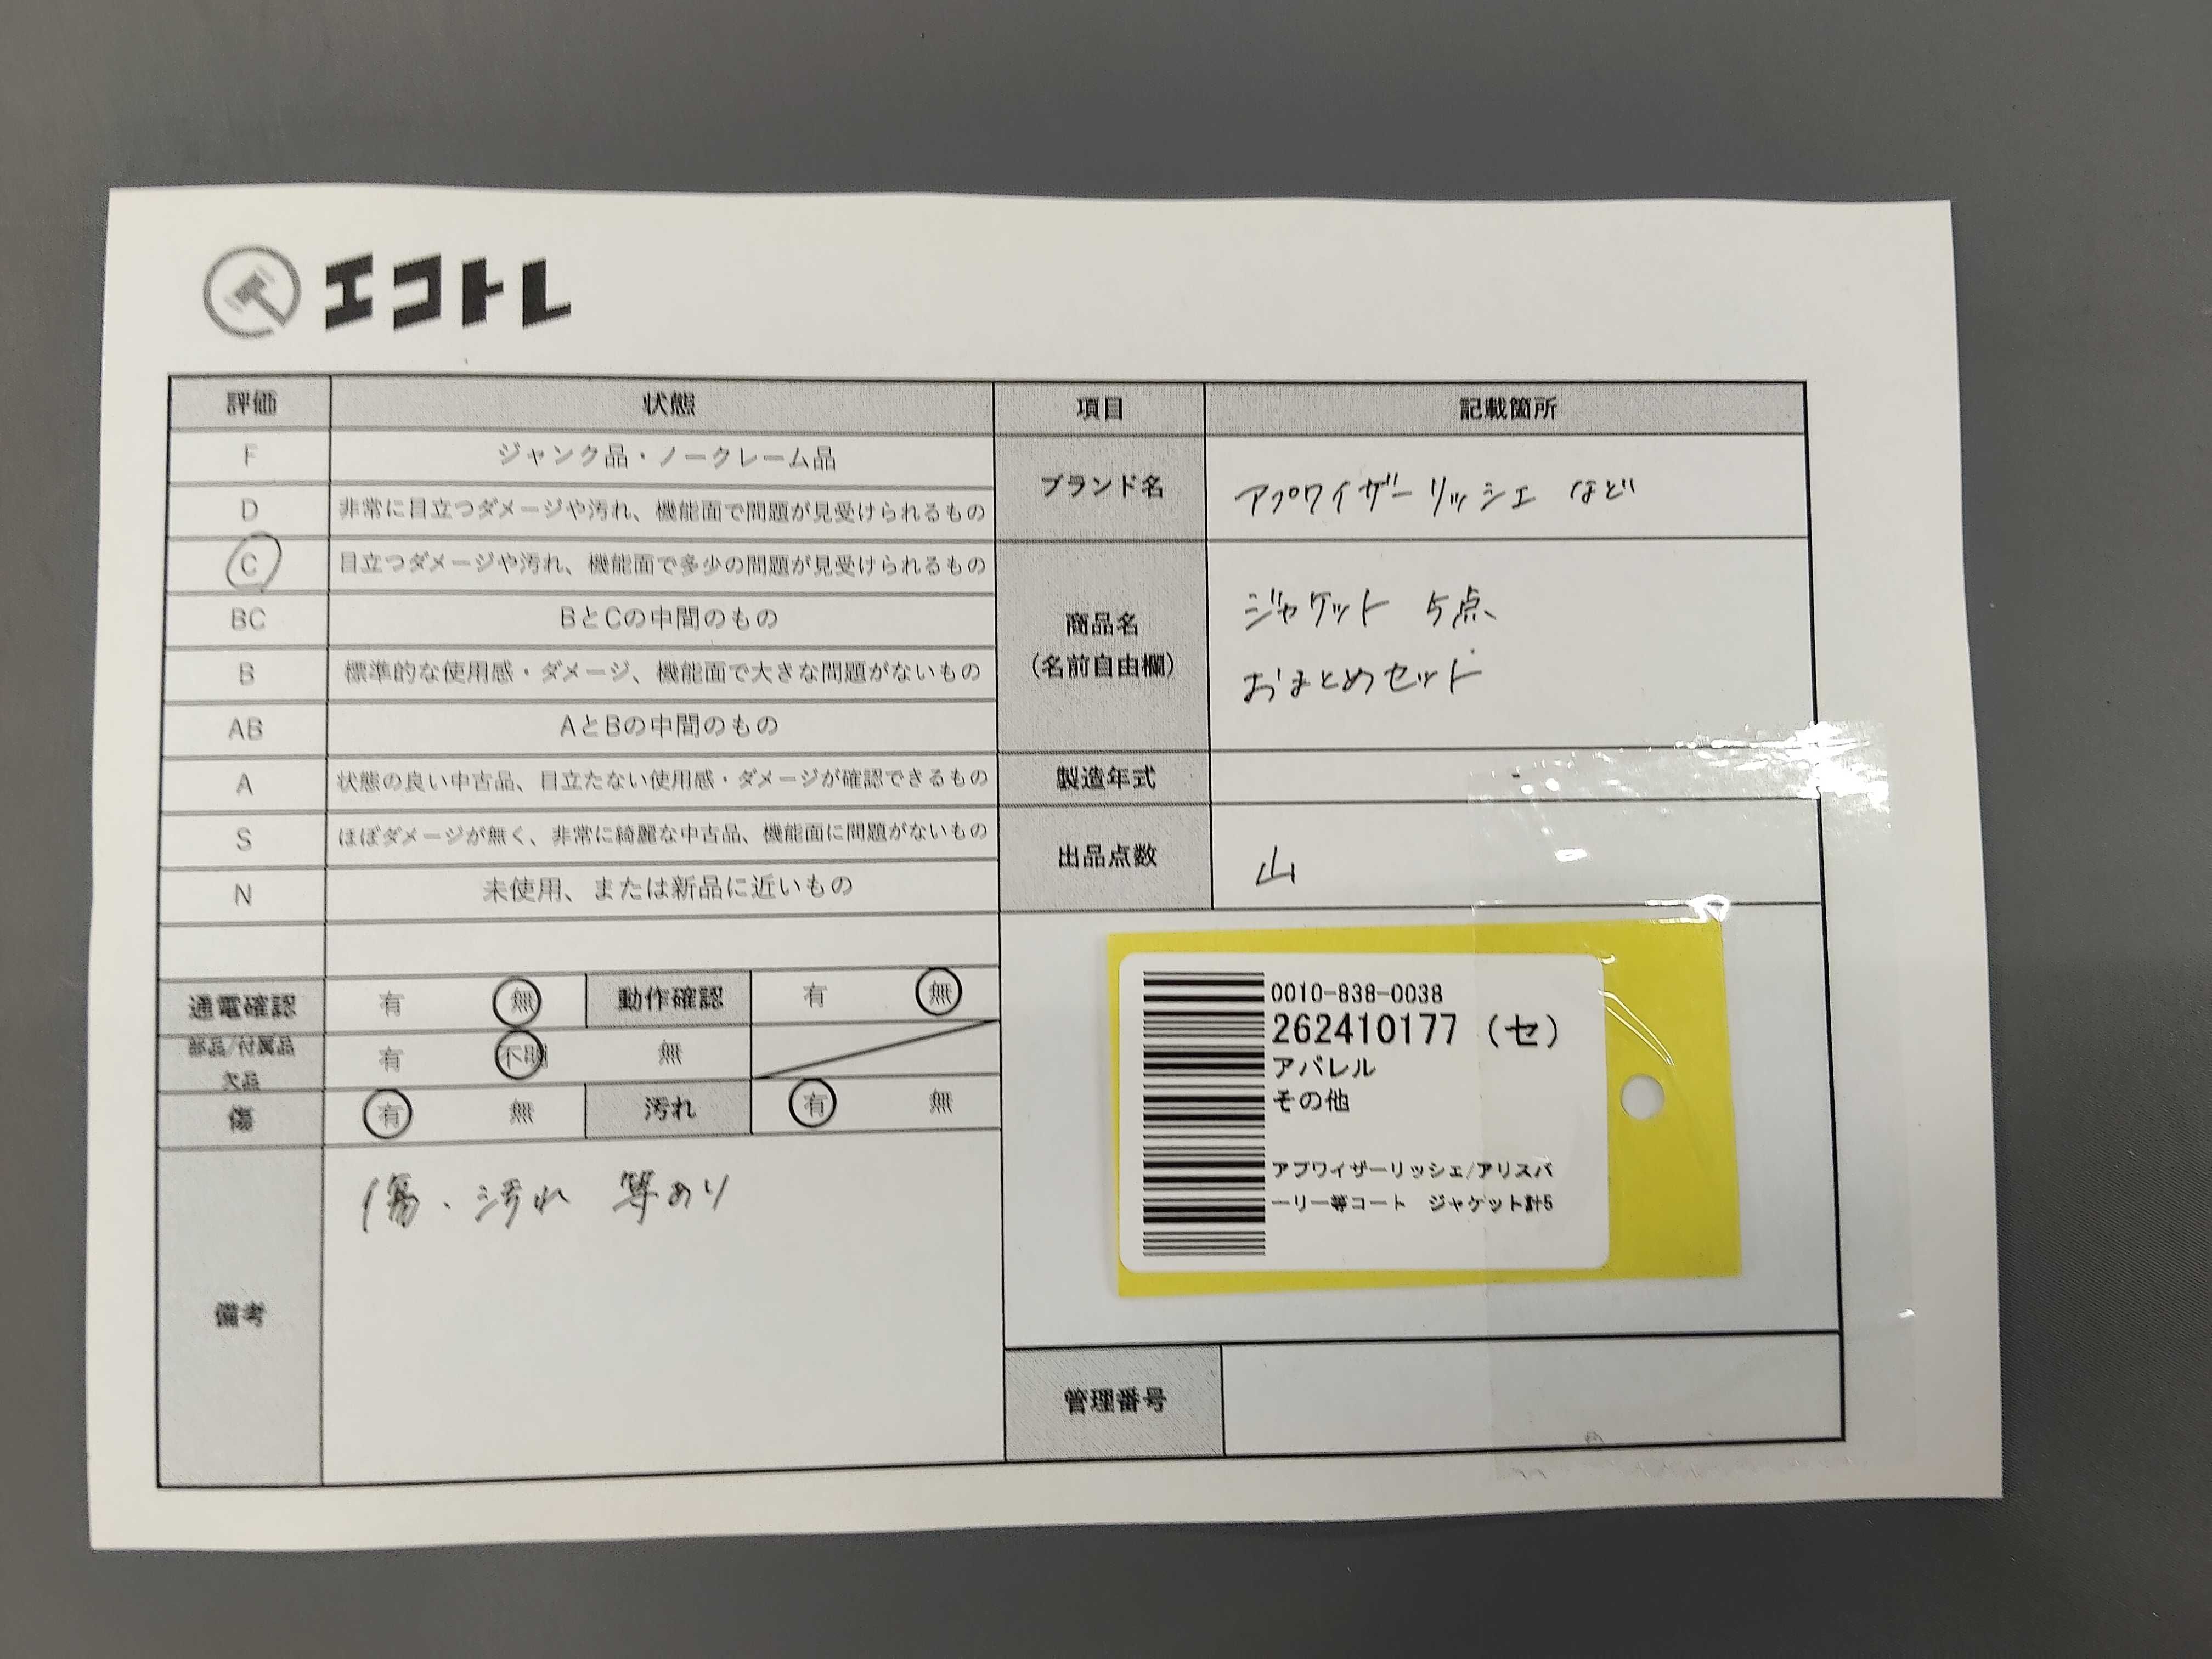 エコトレ
評価 状態 項目 記載箇所
F ジャンク品・ノークレーム品
D 非常に目立つダメージや汚れ、機能面で問題が見受けられるもの
C 目立つダメージや汚れ、機能面で多少の問題が見受けられるもの
BC BとCの中間のもの
B 標準的な使用感・ダメージ、機能面で大きな問題がないもの
AB AとBの中間のもの
A 状態の良い中古品、目立たない使用感・ダメージが確認できるもの
S ほぼダメージが無く、非常に綺麗な中古品、機能面に問題がないもの
N 未使用、または新品に近いもの
通電確認 有 無 動作確認 有 無
部品/付属品
欠品
有 不明 無
傷 有 無 汚れ 有 無
備考
傷・汚れ 等あり
ブランド名
アプワイザーリッシェ など
商品名
(名前自由欄)
ジャケット 5点
おまとめセット
製造年式 -
出品点数 山
0010-838-0038
262410177 (セ)
アパレル
その他
アプワイザーリッシェ/アリスバ
ーリー等コート ジャケット計5
管理番号